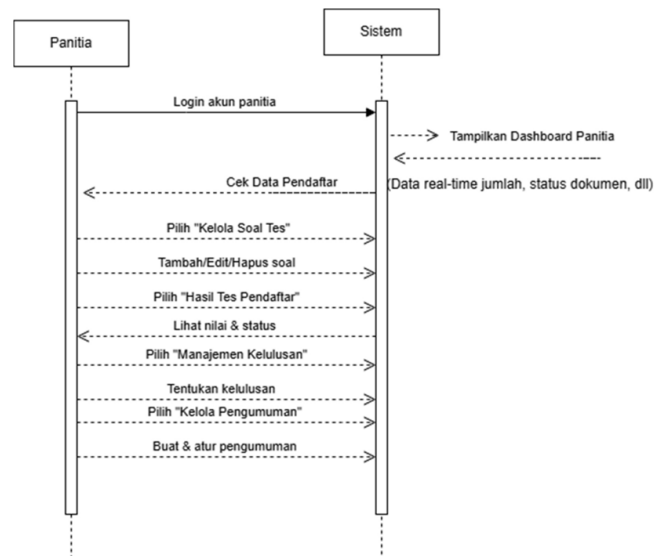 Panitia
Sistem
Login akun panitia
Tampilkan Dashboard Panitia
Cek Data Pendaftar
(Data real-time jumlah, status dokumen, dll)
Pilih "Kelola Soal Tes"
Tambah/Edit/Hapus soal
Pilih "Hasil Tes Pendaftar"
Lihat nilai & status
Pilih "Manajemen Kelulusan"
Tentukan kelulusan
Pilih "Kelola Pengumuman"
Buat & atur pengumuman